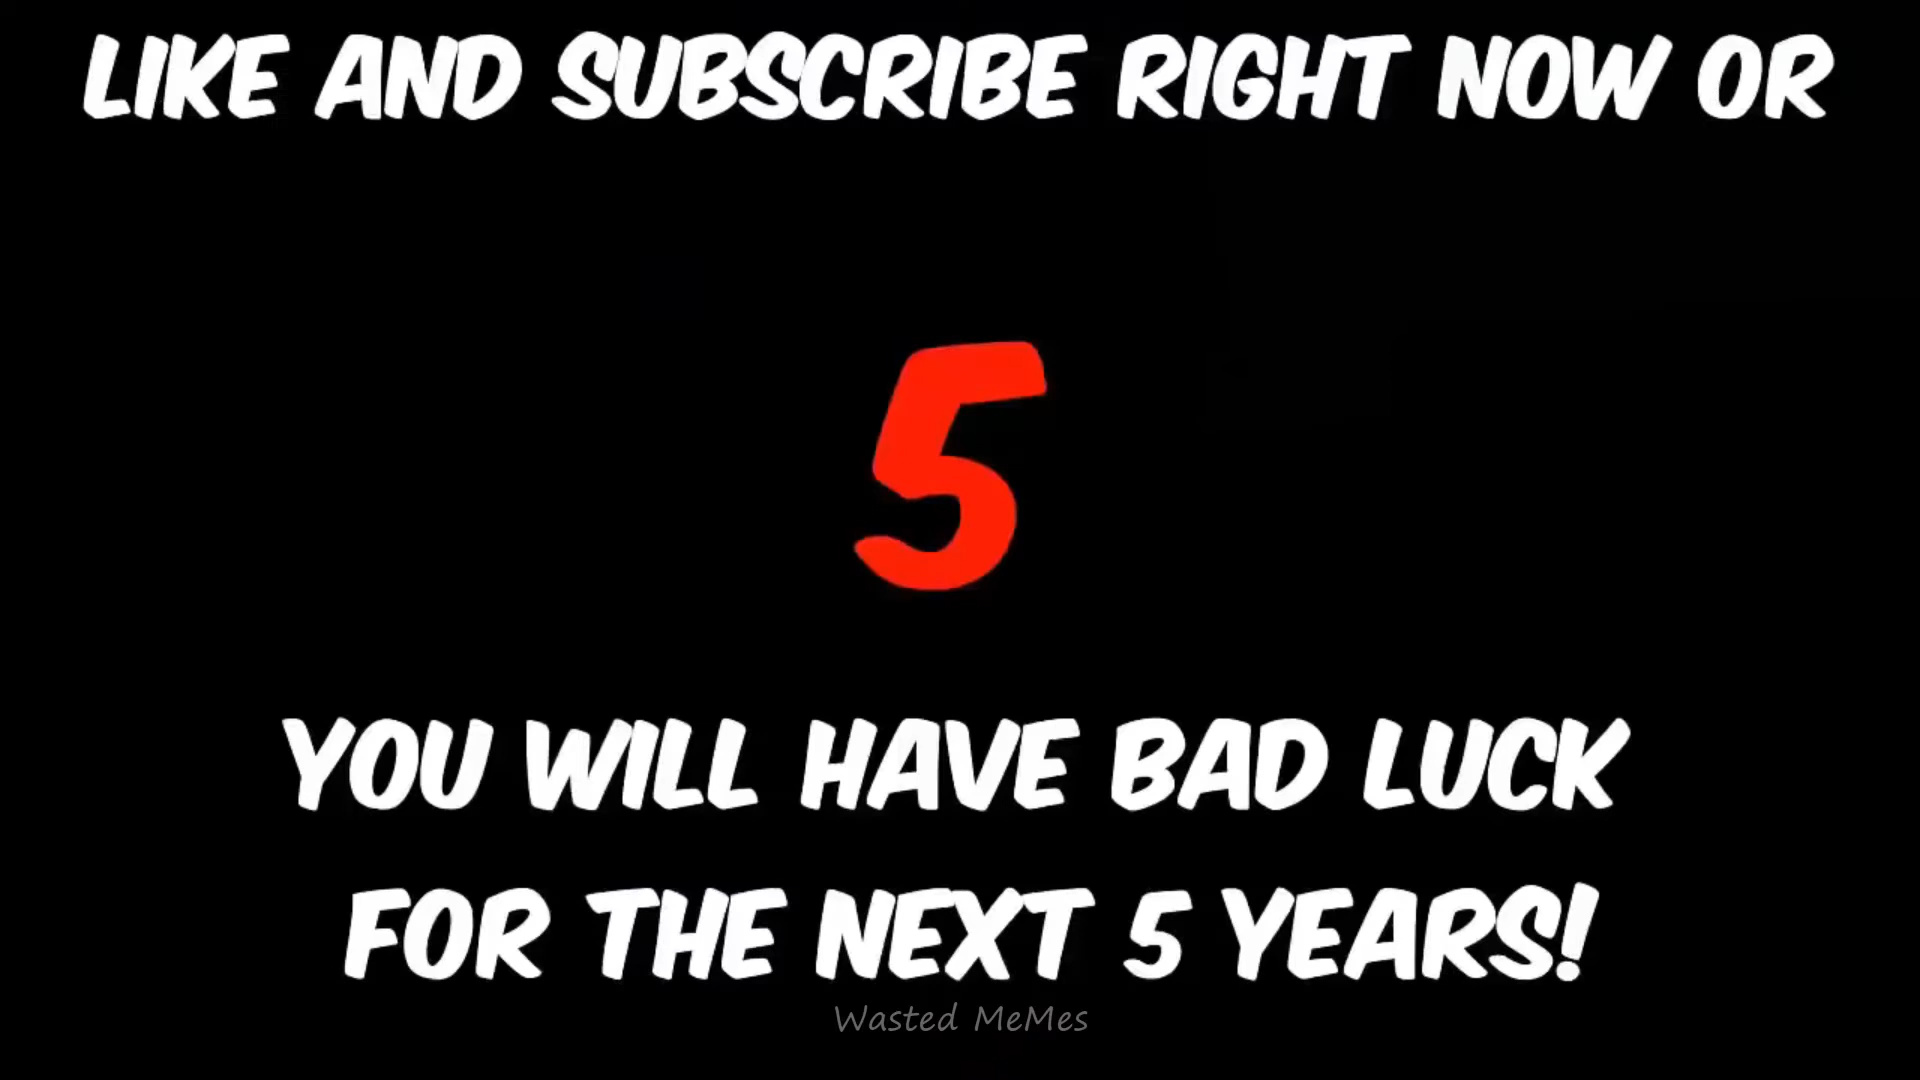 LIKE AND SUBSCRIBE RIGHT NOW OR
5
YOU WILL HAVE BAD LUCK
FOR THE NEXT 5 YEARS!
Wasted MeMes